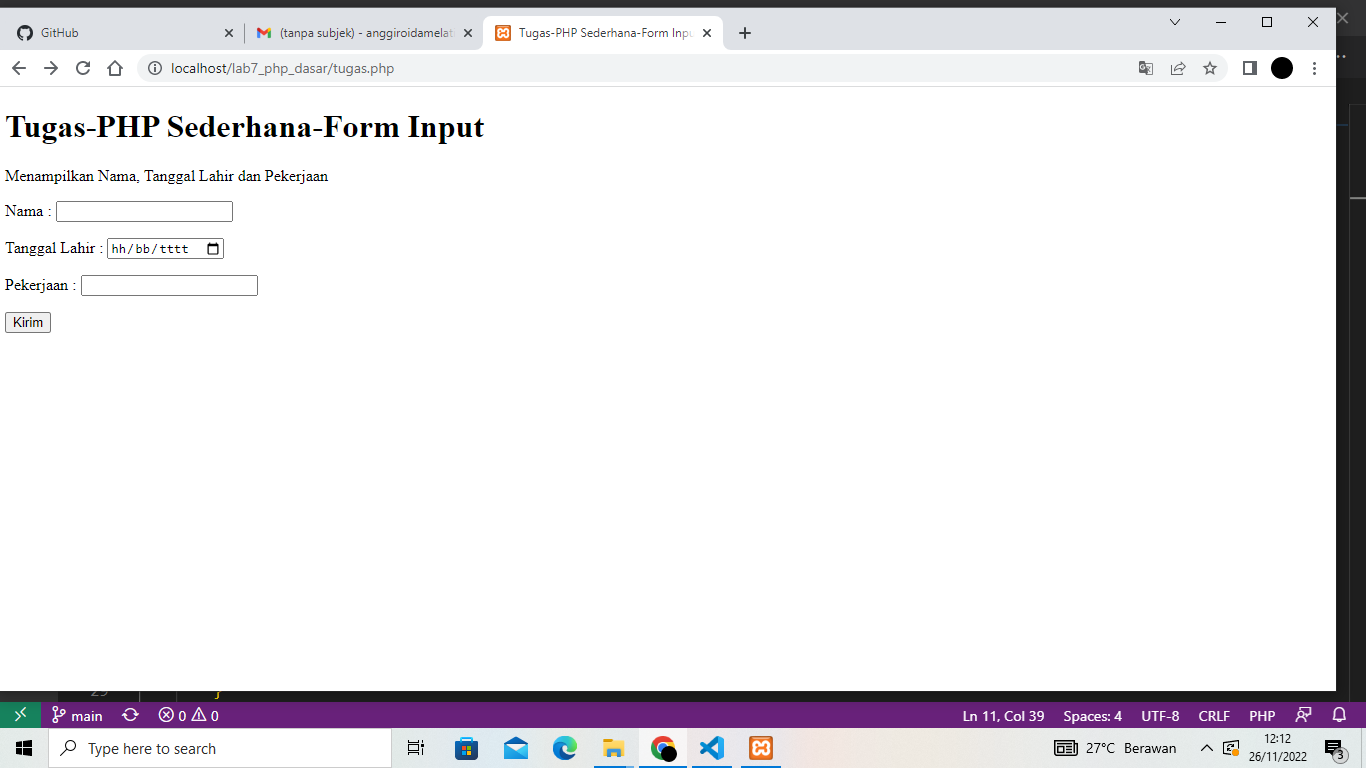 GitHub
(tanpa subjek) - anggiroidamelat
Tugas-PHP Sederhana-Form Inpu
localhost/lab7_php_dasar/tugas.php
Tugas-PHP Sederhana-Form Input
Menampilkan Nama, Tanggal Lahir dan Pekerjaan
Nama :
Tanggal Lahir : hh/bb/tttt
Pekerjaan :
Kirim
main 0 0 Ln 11, Col 39 Spaces: 4 UTF-8 CRLF PHP
Type here to search
27°C Berawan
12:12
26/11/2022
3